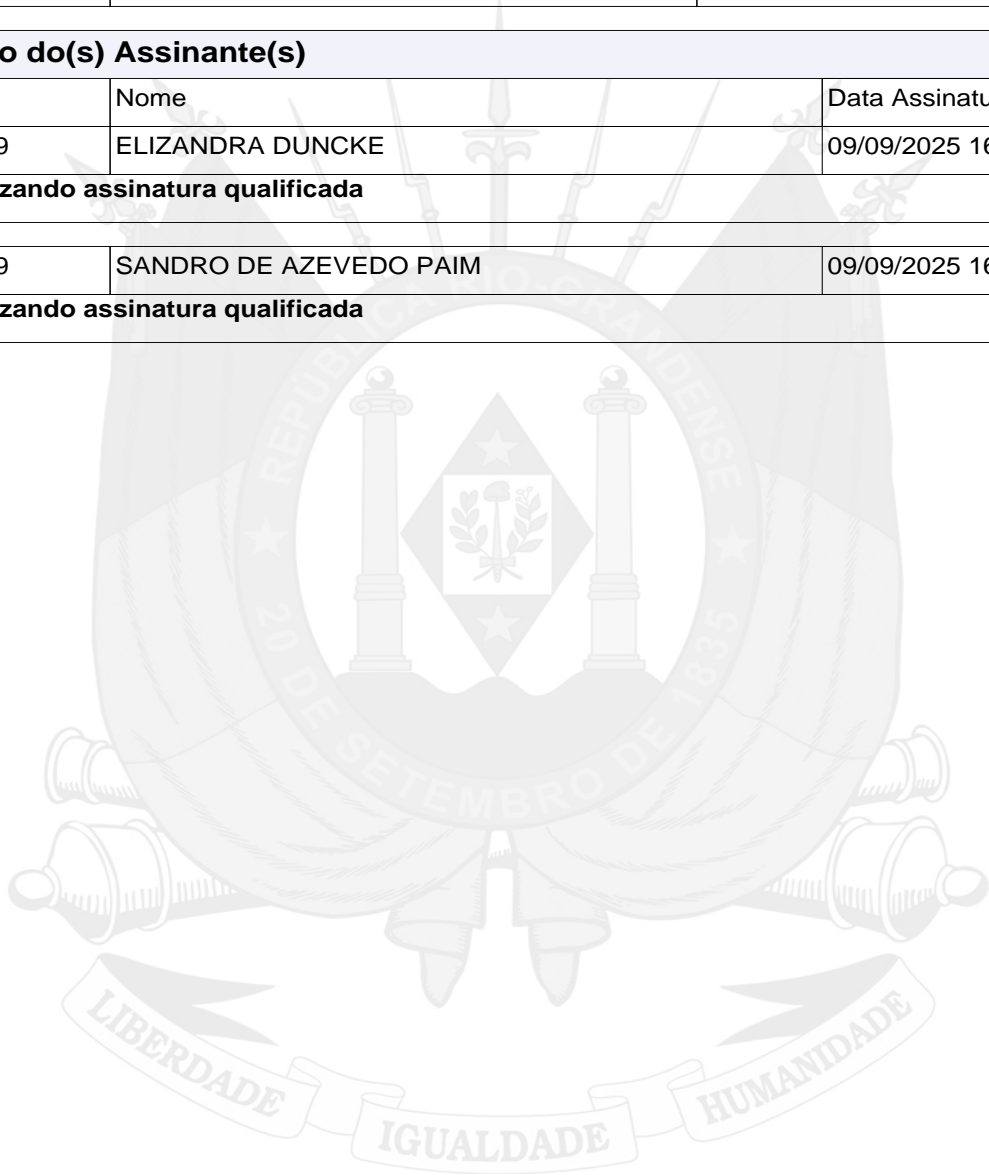 o do(s) Assinante(s)
Nome Data Assinatu
9 ELIZANDRA DUNCKE 09/09/2025 16
zando assinatura qualificada
9 SANDRO DE AZEVEDO PAIM 09/09/2025 16
zando assinatura qualificada
REPÚBLICA RIO-GRANDENSE
20 DE SETEMBRO DE 1835
LIBERDADE IGUALDADE HUMANIDADE